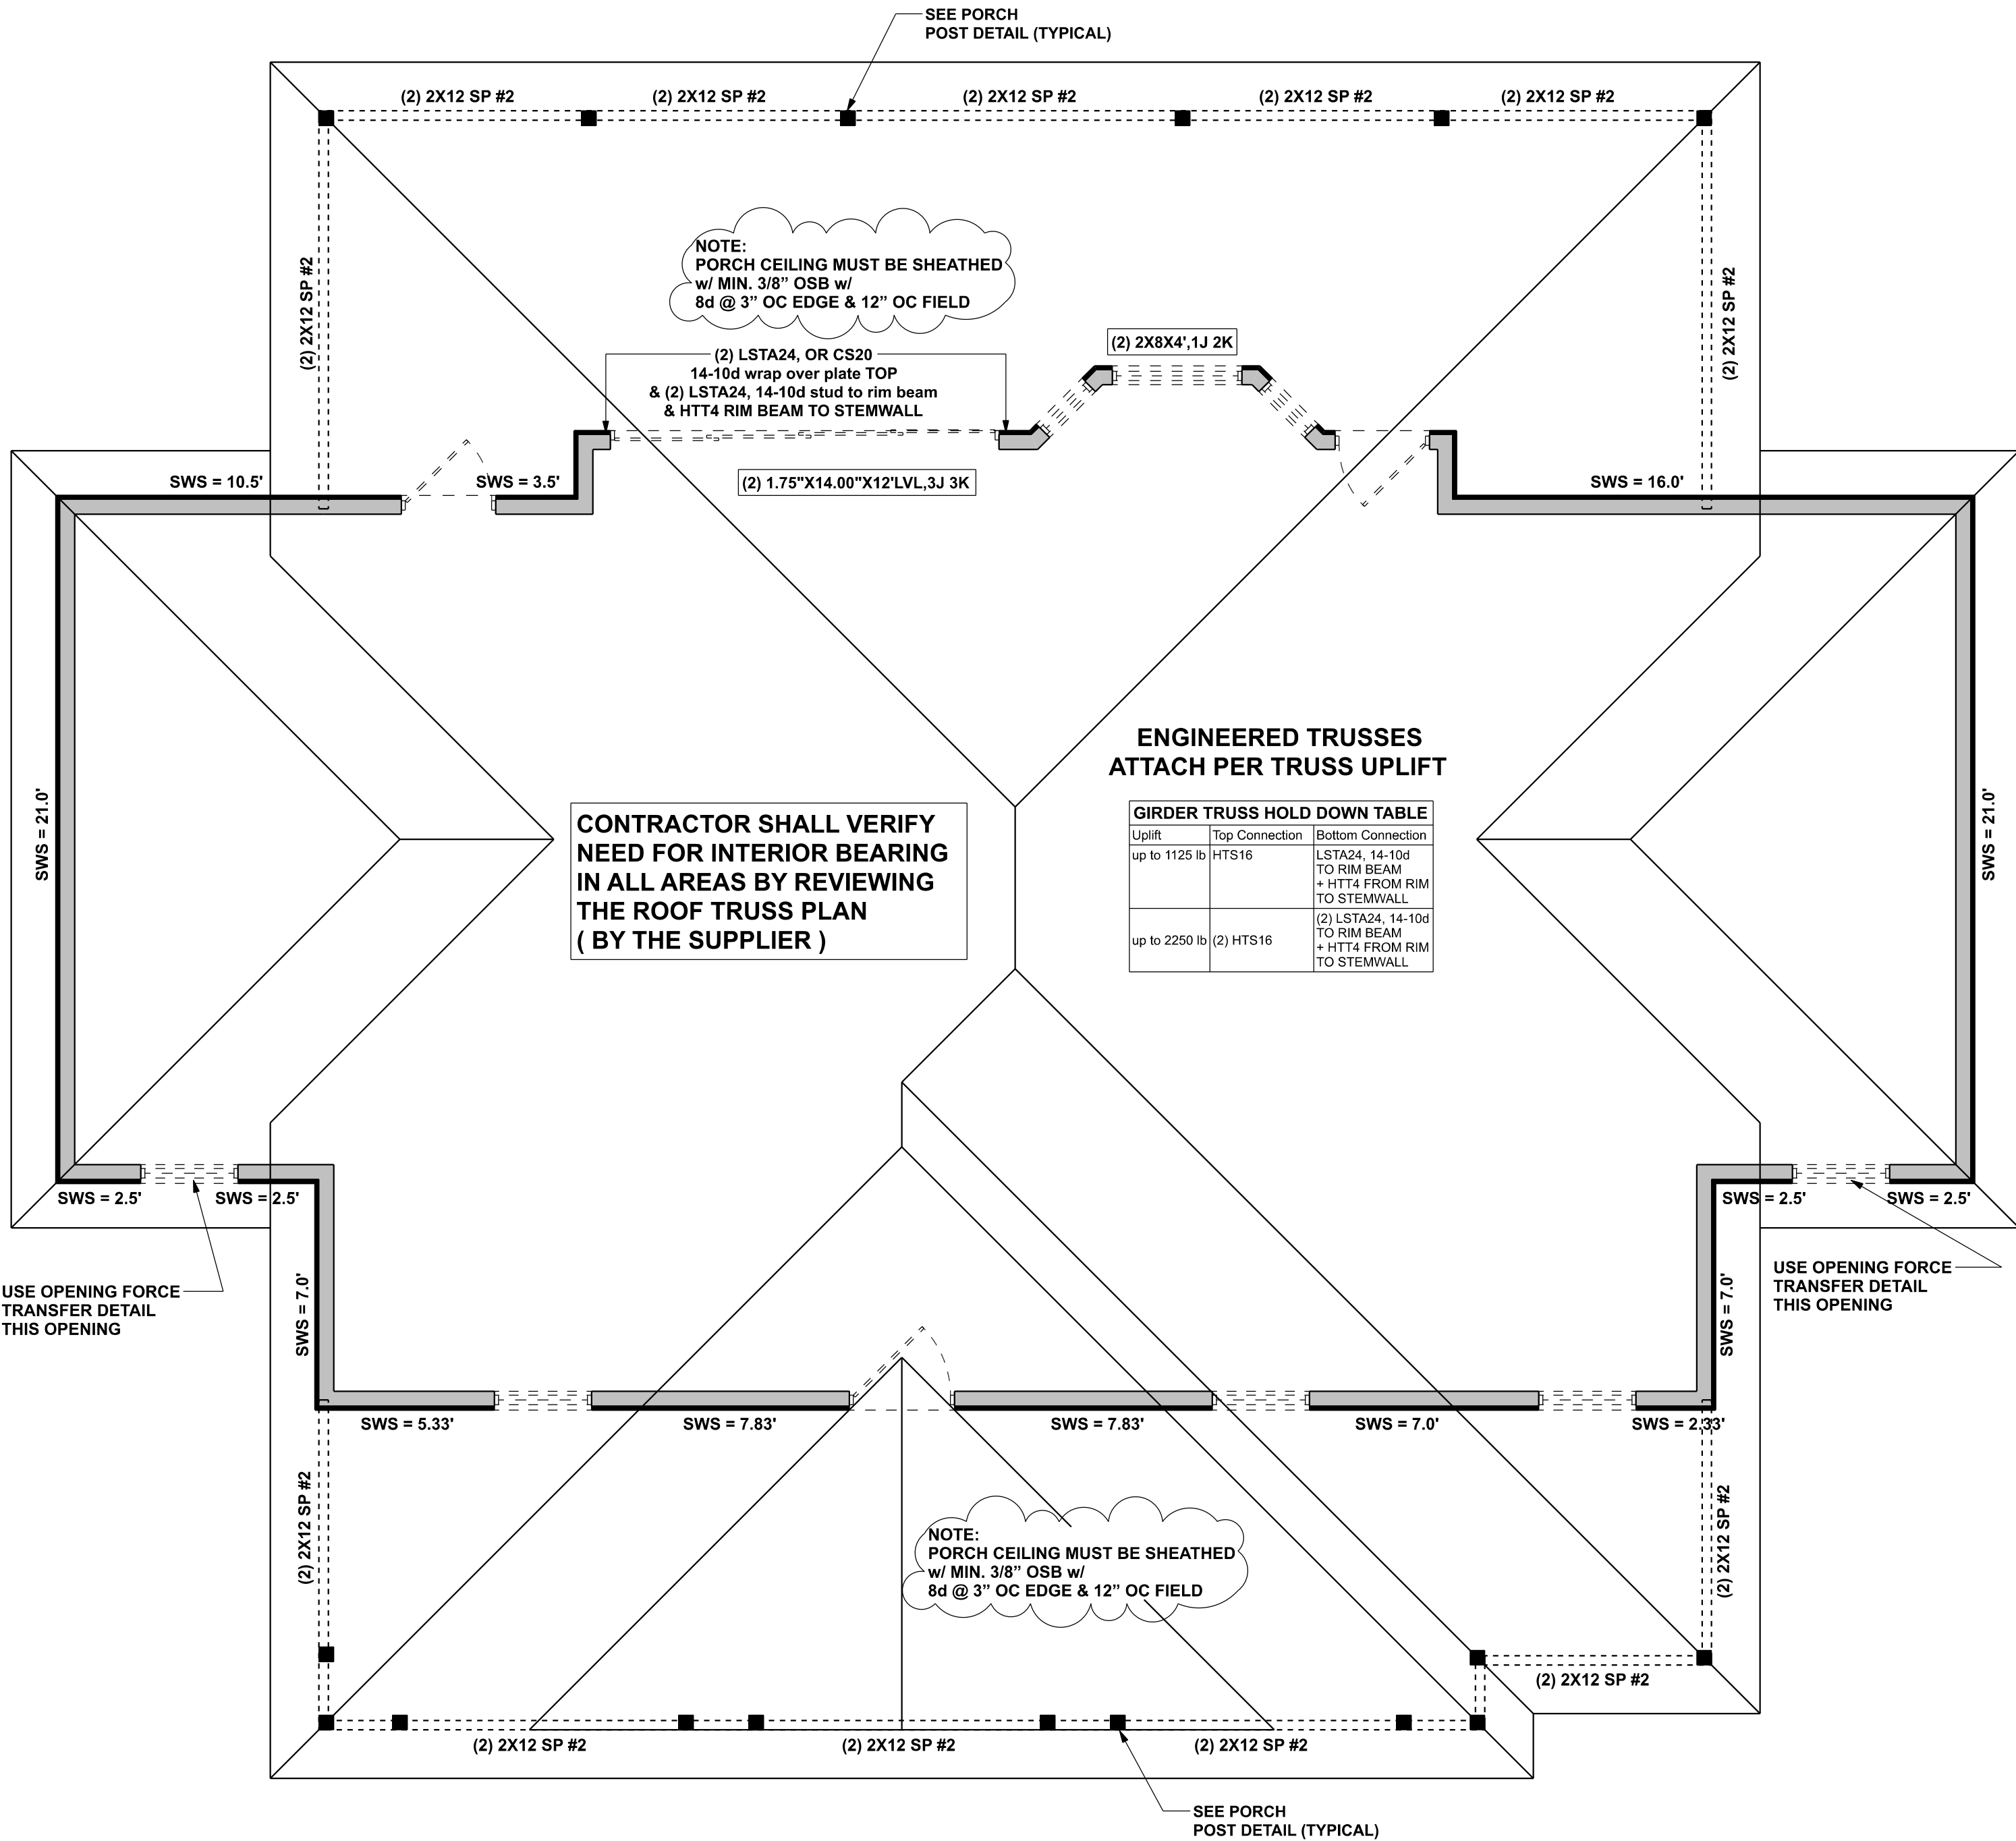 SEE PORCH
POST DETAIL (TYPICAL)
(2) 2X12 SP #2
(2) 2X12 SP #2
(2) 2X12 SP #2
(2) 2X12 SP #2
(2) 2X12 SP #2
(2) 2X12 SP #2
(2) 2X12 SP #2
NOTE:
PORCH CEILING MUST BE SHEATHED
w/ MIN. 3/8” OSB w/
8d @ 3” OC EDGE & 12” OC FIELD
(2) 2X8X4',1J 2K
(2) LSTA24, OR CS20
14-10d wrap over plate TOP
& (2) LSTA24, 14-10d stud to rim beam
& HTT4 RIM BEAM TO STEMWALL
(2) 1.75"X14.00"X12'LVL,3J 3K
SWS = 10.5'
SWS = 3.5'
SWS = 16.0'
SWS = 21.0'
SWS = 21.0'
ENGINEERED TRUSSES
ATTACH PER TRUSS UPLIFT
CONTRACTOR SHALL VERIFY
NEED FOR INTERIOR BEARING
IN ALL AREAS BY REVIEWING
THE ROOF TRUSS PLAN
( BY THE SUPPLIER )
GIRDER TRUSS HOLD DOWN TABLE
Uplift
Top Connection
Bottom Connection
up to 1125 lb
HTS16
LSTA24, 14-10d
TO RIM BEAM
+ HTT4 FROM RIM
TO STEMWALL
up to 2250 lb
(2) HTS16
(2) LSTA24, 14-10d
TO RIM BEAM
+ HTT4 FROM RIM
TO STEMWALL
SWS = 2.5'
SWS = 2.5'
SWS = 2.5'
SWS = 2.5'
USE OPENING FORCE
TRANSFER DETAIL
THIS OPENING
SWS = 7.0'
SWS = 7.0'
USE OPENING FORCE
TRANSFER DETAIL
THIS OPENING
SWS = 5.33'
SWS = 7.83'
SWS = 7.83'
SWS = 7.0'
SWS = 2.33'
(2) 2X12 SP #2
(2) 2X12 SP #2
NOTE:
PORCH CEILING MUST BE SHEATHED
w/ MIN. 3/8” OSB w/
8d @ 3” OC EDGE & 12” OC FIELD
(2) 2X12 SP #2
(2) 2X12 SP #2
(2) 2X12 SP #2
(2) 2X12 SP #2
SEE PORCH
POST DETAIL (TYPICAL)